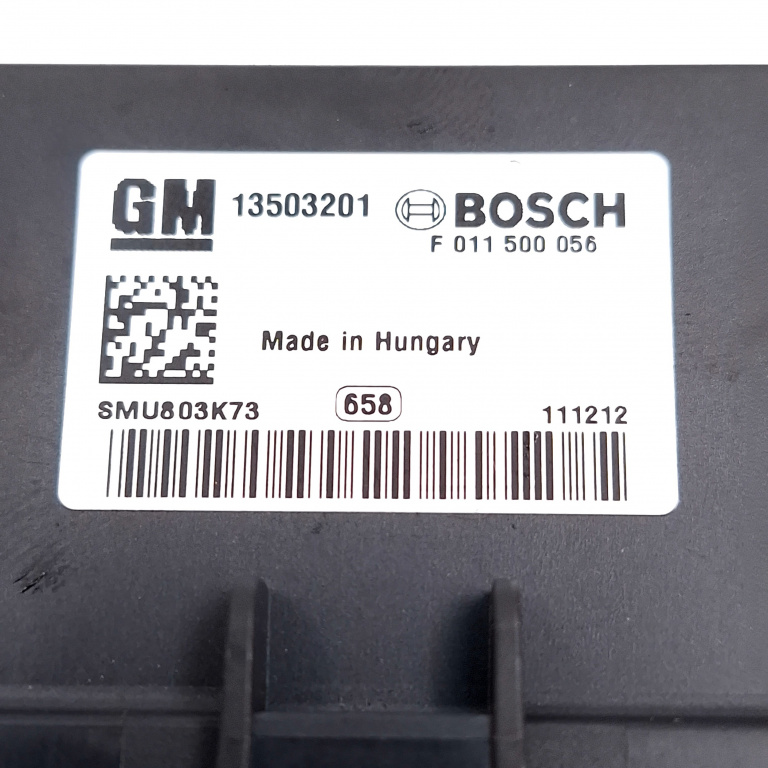 GM 13503201 BOSCH
F 011 500 056
Made in Hungary
SMU803K73 658 111212